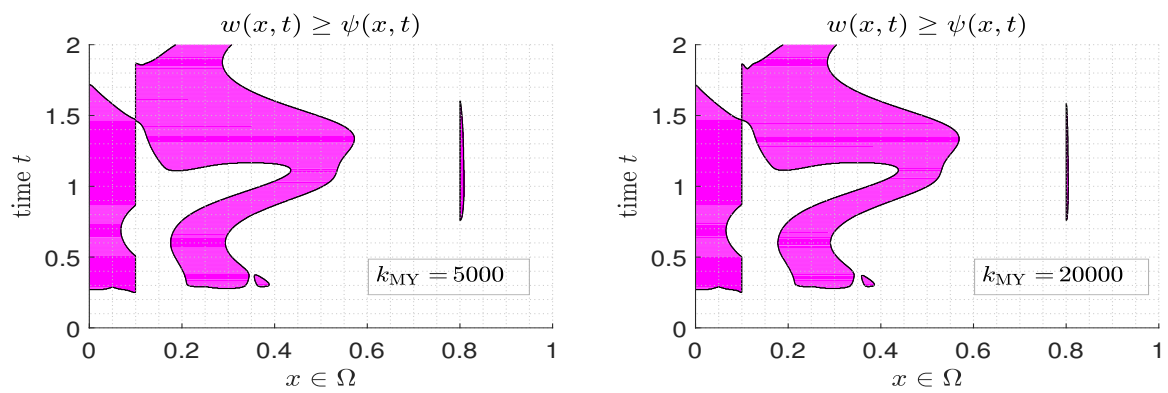 w(x, t) ≥ ψ(x, t)
2
1.5
1
0.5
0
time t
k_MY = 5000
0 0.2 0.4 0.6 0.8 1
x ∈ Ω
w(x, t) ≥ ψ(x, t)
2
1.5
1
0.5
0
time t
k_MY = 20000
0 0.2 0.4 0.6 0.8 1
x ∈ Ω